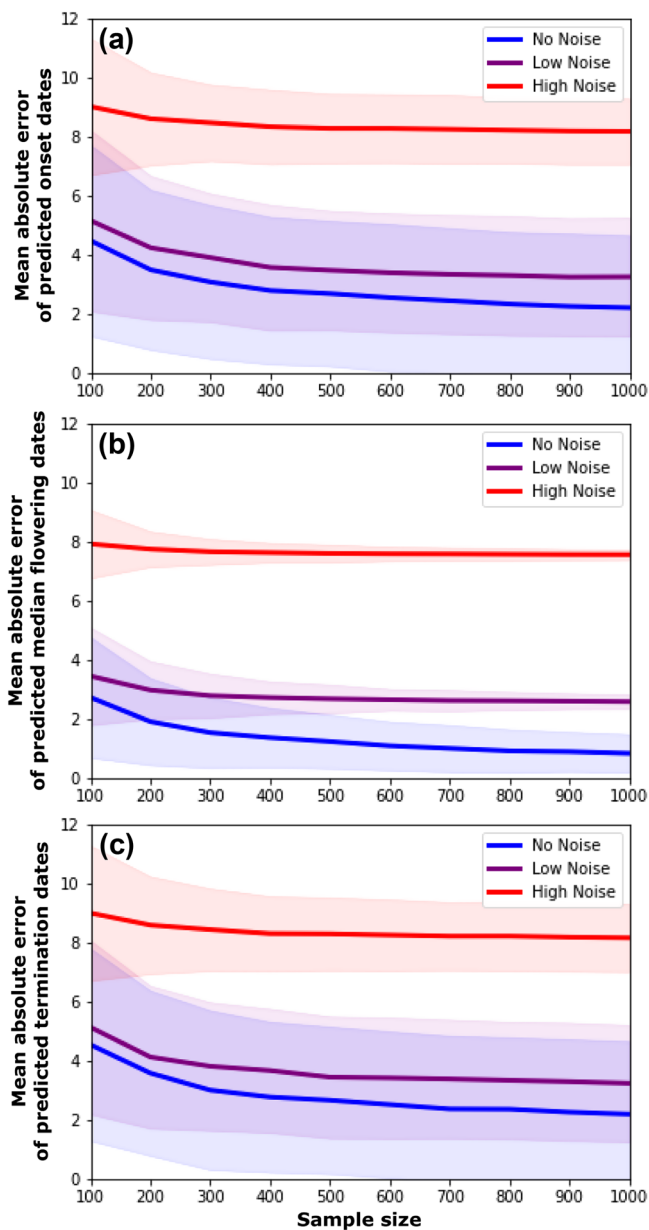 (a)
No Noise
Low Noise
High Noise
Mean absolute error
of predicted onset dates
12
10
8
6
4
2
0
100 200 300 400 500 600 700 800 900 1000
(b)
No Noise
Low Noise
High Noise
Mean absolute error
of predicted median flowering dates
12
10
8
6
4
2
0
100 200 300 400 500 600 700 800 900 1000
(c)
No Noise
Low Noise
High Noise
Mean absolute error
of predicted termination dates
12
10
8
6
4
2
0
100 200 300 400 500 600 700 800 900 1000
Sample size